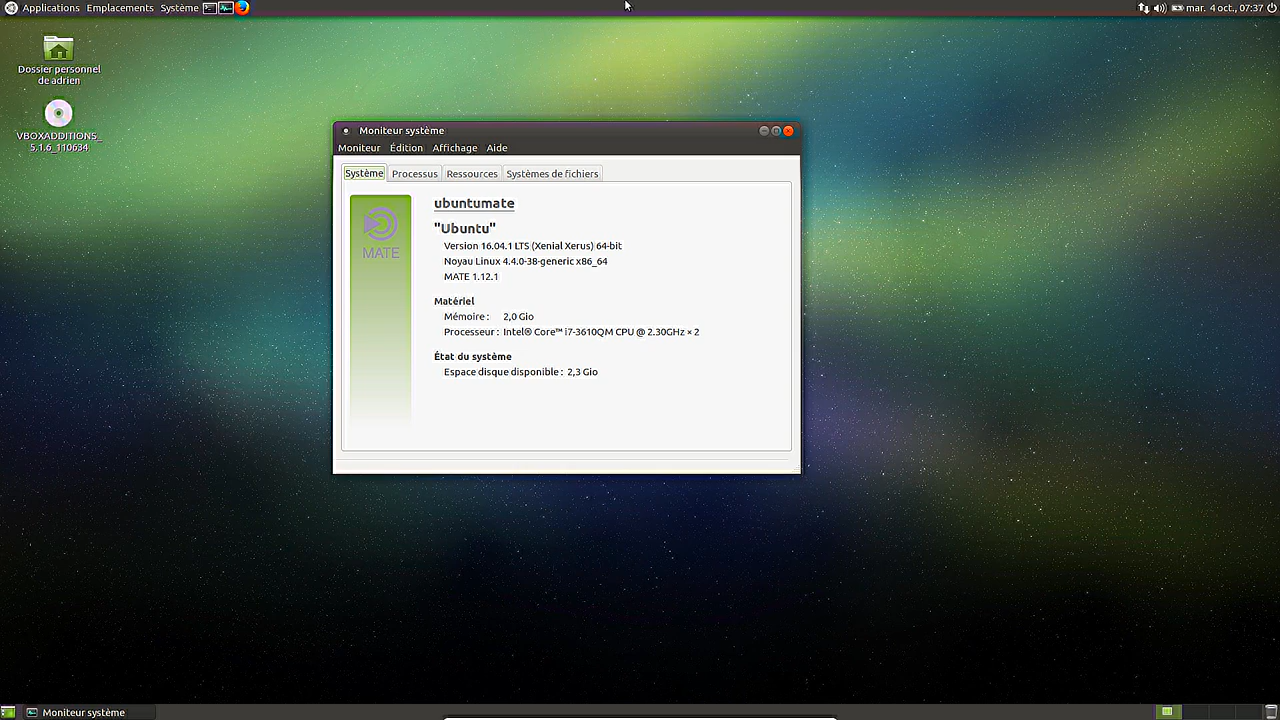 Applications Emplacements Système mar. 4 oct., 07:37
Dossier personnel
de adrien
VBOXADDITIONS_
5.1.6_110634
Moniteur système
Moniteur Édition Affichage Aide
Système Processus Ressources Systèmes de fichiers
MATE
ubuntumate
"Ubuntu"
Version 16.04.1 LTS (Xenial Xerus) 64-bit
Noyau Linux 4.4.0-38-generic x86_64
MATE 1.12.1
Matériel
Mémoire : 2,0 Gio
Processeur : Intel® Core™ i7-3610QM CPU @ 2.30GHz × 2
État du système
Espace disque disponible : 2,3 Gio
Moniteur système